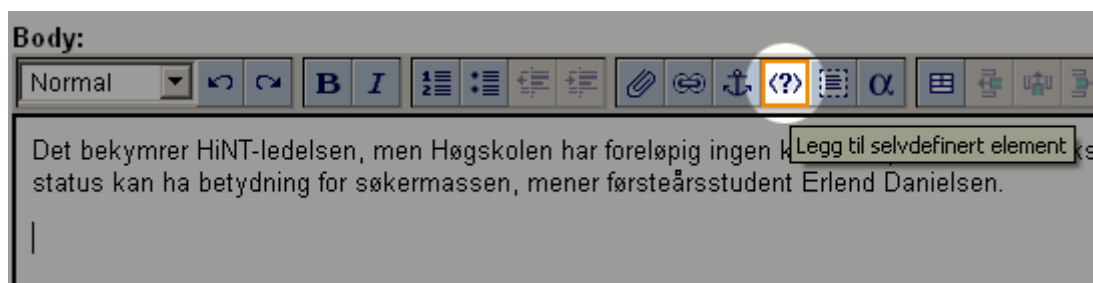 Body:
Normal B I <?> α
Legg til selvdefinert element
Det bekymrer HiNT-ledelsen, men Høgskolen har foreløpig ingen
status kan ha betydning for søkermassen, mener førsteårsstudent Erlend Danielsen.